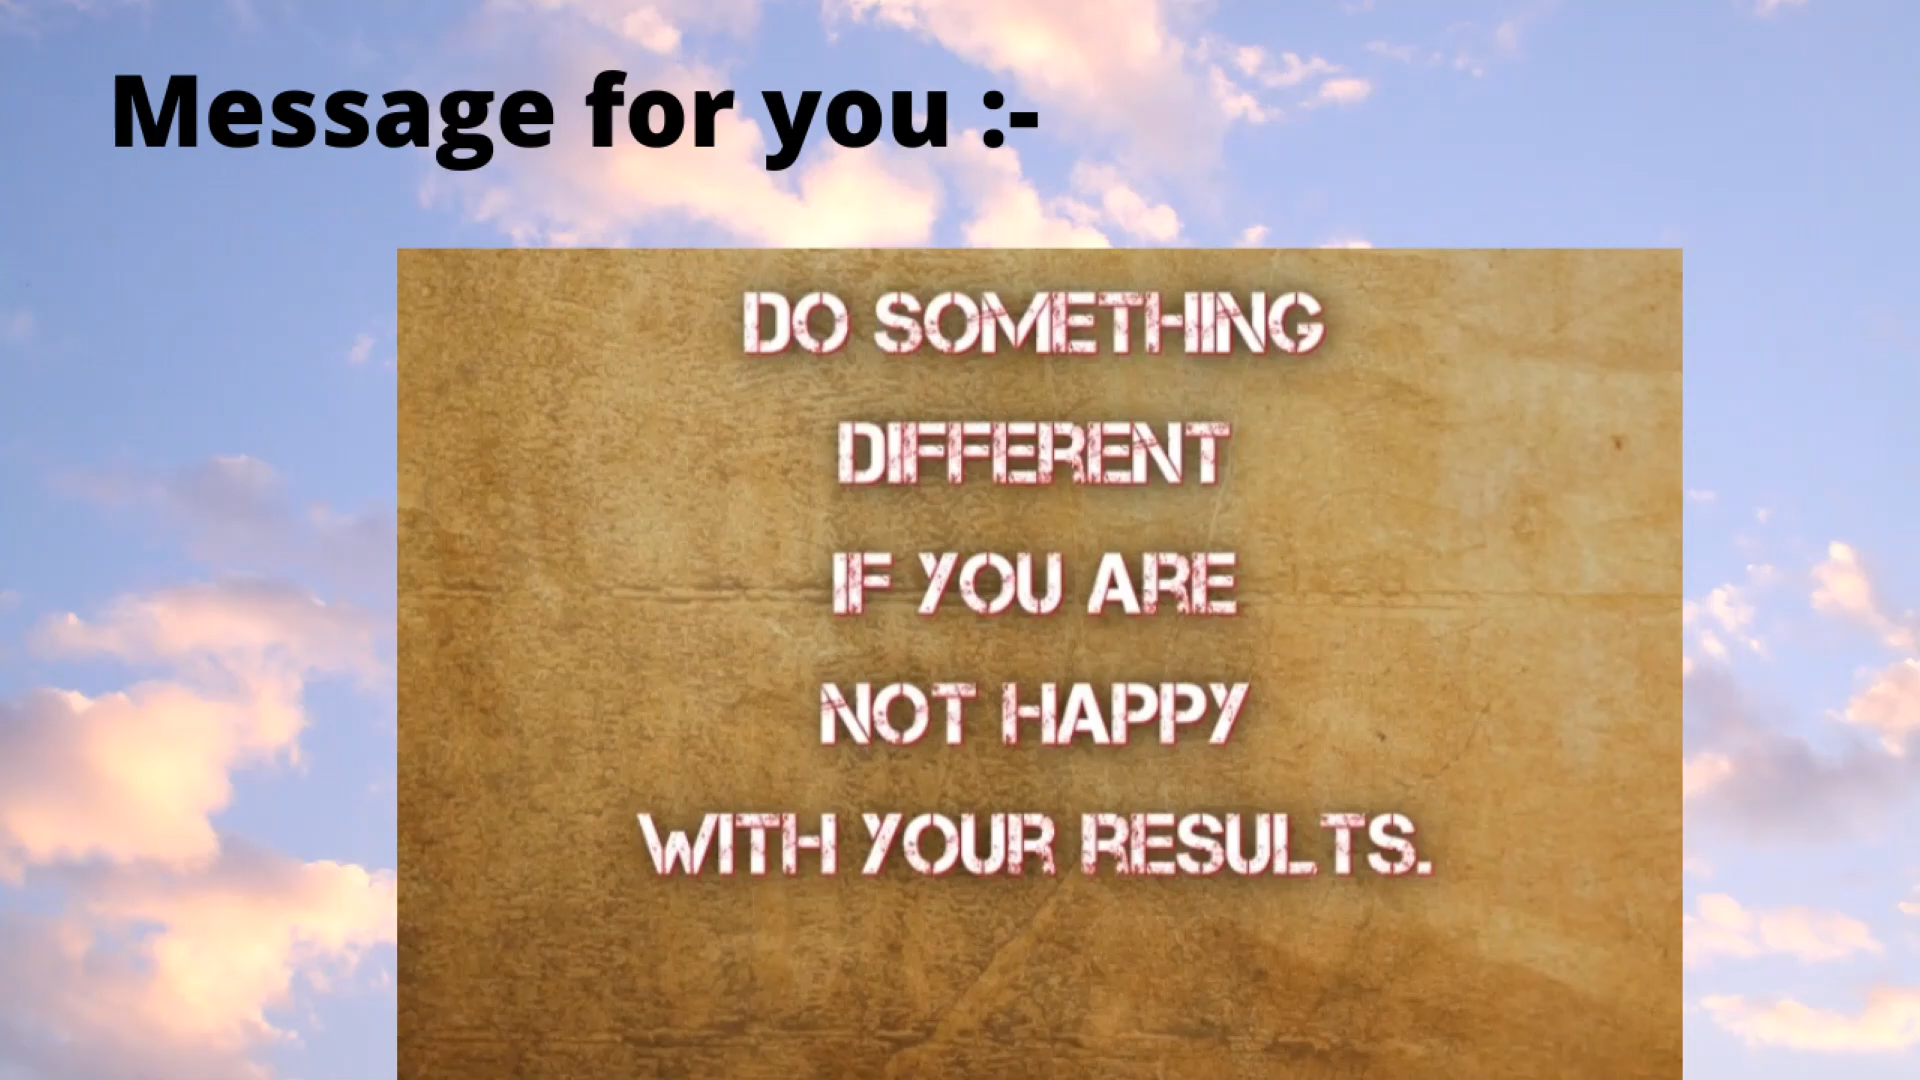 Message for you :-
DO SOMETHING
DIFFERENT
IF YOU ARE
NOT HAPPY
WITH YOUR RESULTS.